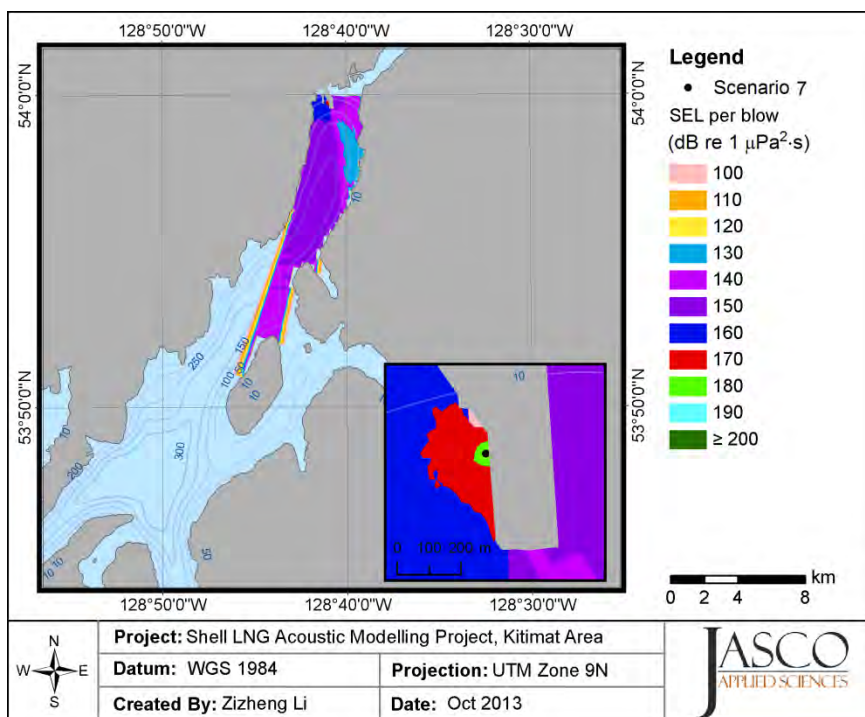 128°50'0"W
128°40'0"W
128°30'0"W
54°0'0"N
54°0'0"N
53°50'0"N
53°50'0"N
10
150
250
100
50
10
10
300
200
10
10
10
50
10
0 100 200 m
128°50'0"W
128°40'0"W
128°30'0"W
Legend
Scenario 7
SEL per blow
(dB re 1 µPa²·s)
100
110
120
130
140
150
160
170
180
190
≥ 200
km
0 2 4 8
N
W E
S
Project: Shell LNG Acoustic Modelling Project, Kitimat Area
Datum: WGS 1984
Projection: UTM Zone 9N
Created By: Zizheng Li
Date: Oct 2013
JASCO
APPLIED SCIENCES